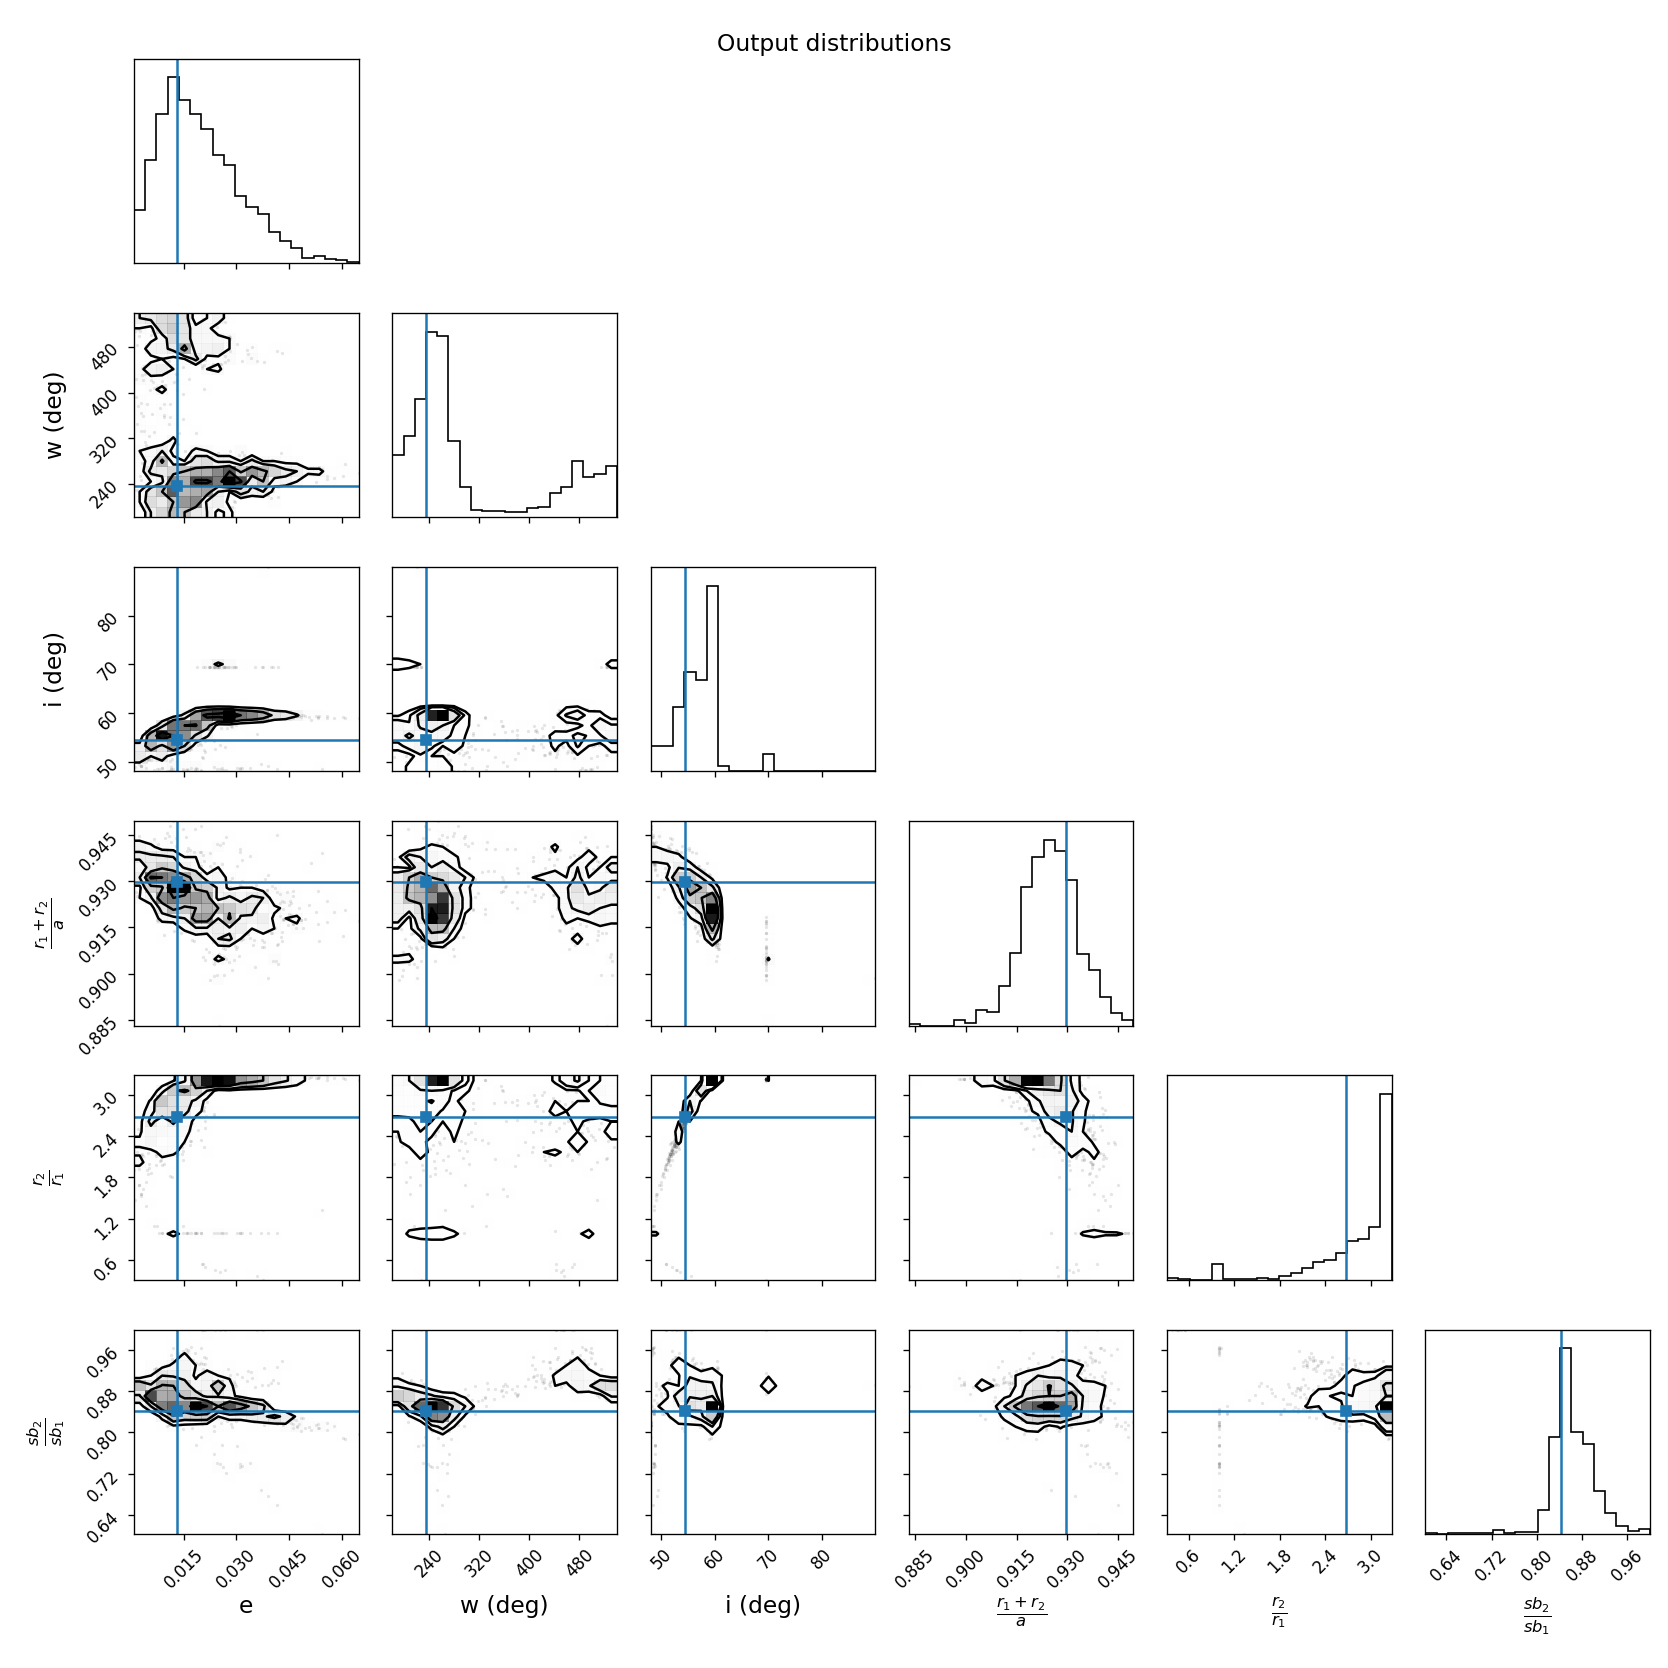 Output distributions
w (deg)
480
400
320
240
i (deg)
80
70
60
50
r₁ + r₂
a
0.945
0.930
0.915
0.900
0.885
r₂
r₁
3.0
2.4
1.8
1.2
0.6
sb₂
sb₁
0.96
0.88
0.80
0.72
0.64
0.015 0.030 0.045 0.060
240 320 400 480
50 60 70 80
0.885 0.900 0.915 0.930 0.945
0.6 1.2 1.8 2.4 3.0
0.64 0.72 0.80 0.88 0.96
e
w (deg)
i (deg)
r₁ + r₂
a
r₂
r₁
sb₂
sb₁